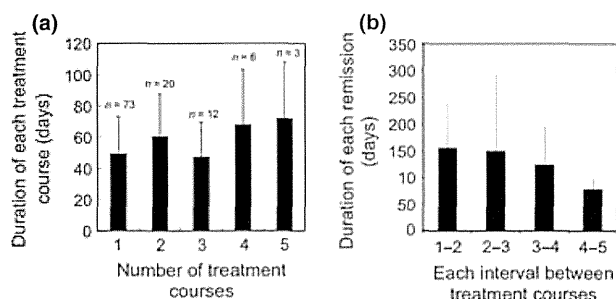 (a)
Duration of each treatment
course (days)
120
100
80
60
40
20
0
n = 73
n = 20
n = 12
n = 6
n = 3
1 2 3 4 5
Number of treatment
courses
(b)
Duration of each remission
(days)
350
300
250
200
150
100
50
0
1–2 2–3 3–4 4–5
Each interval between
treatment courses